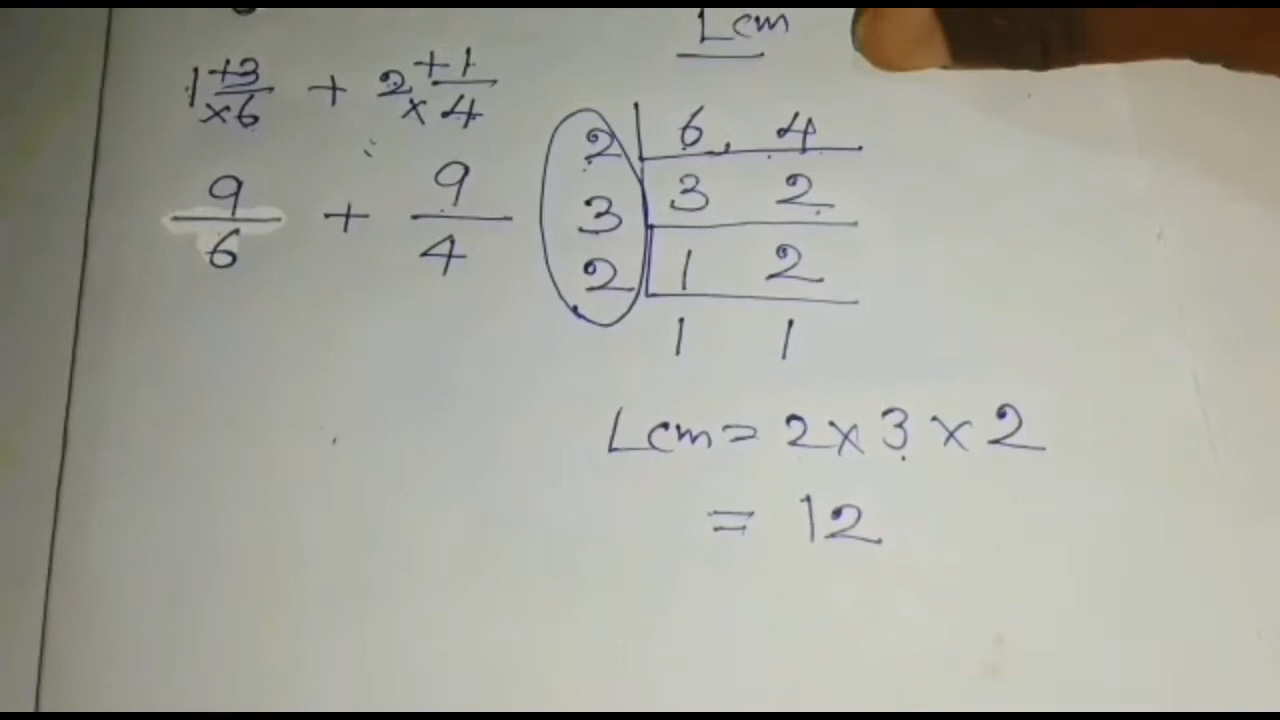 Lcm
1 +3/×6 + 2 +1/×4
9/6 + 9/4
2 | 6, 4
3 | 3 2
2 | 1 2
1 1
Lcm = 2 × 3 × 2
= 12